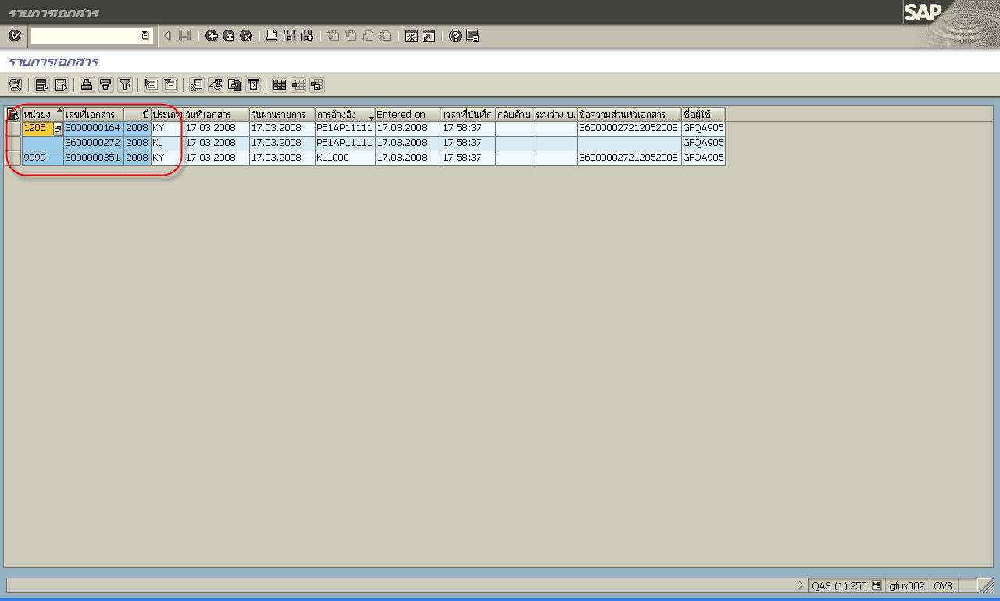 รายการเอกสาร
SAP
รายการเอกสาร
หน่วยง เลขที่เอกสาร ปี ประเภท วันที่เอกสาร วันผ่านรายการ การอ้างอิง Entered on เวลาที่บันทึก กลับด้วย ระหว่าง บ. ข้อความส่วนหัวเอกสาร ชื่อผู้ใช้
1205 3000000164 2008 KY 17.03.2008 17.03.2008 P51AP11111 17.03.2008 17:58:37 360000027212052008 GFQA905
3600000272 2008 KL 17.03.2008 17.03.2008 P51AP11111 17.03.2008 17:58:37 GFQA905
9999 3000000351 2008 KY 17.03.2008 17.03.2008 KL1000 17.03.2008 17:58:37 360000027212052008 GFQA905
QAS (1) 250 gfux002 OVR